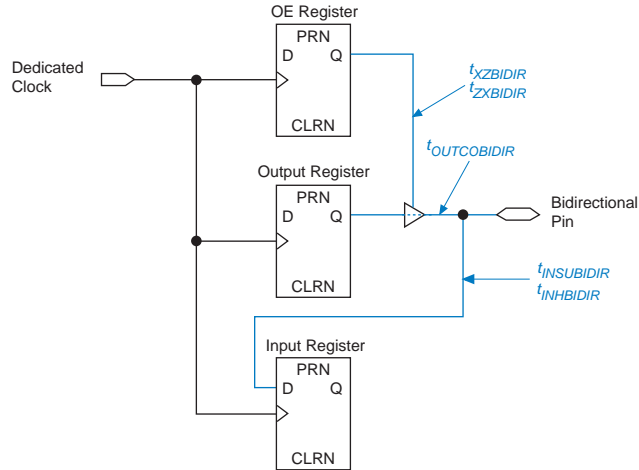 OE Register
PRN
D Q
CLRN
Dedicated
Clock
tXZBIDIR
tZXBIDIR
tOUTCOBIDIR
Output Register
PRN
D Q
CLRN
Bidirectional
Pin
tINSUBIDIR
tINHBIDIR
Input Register
PRN
D Q
CLRN